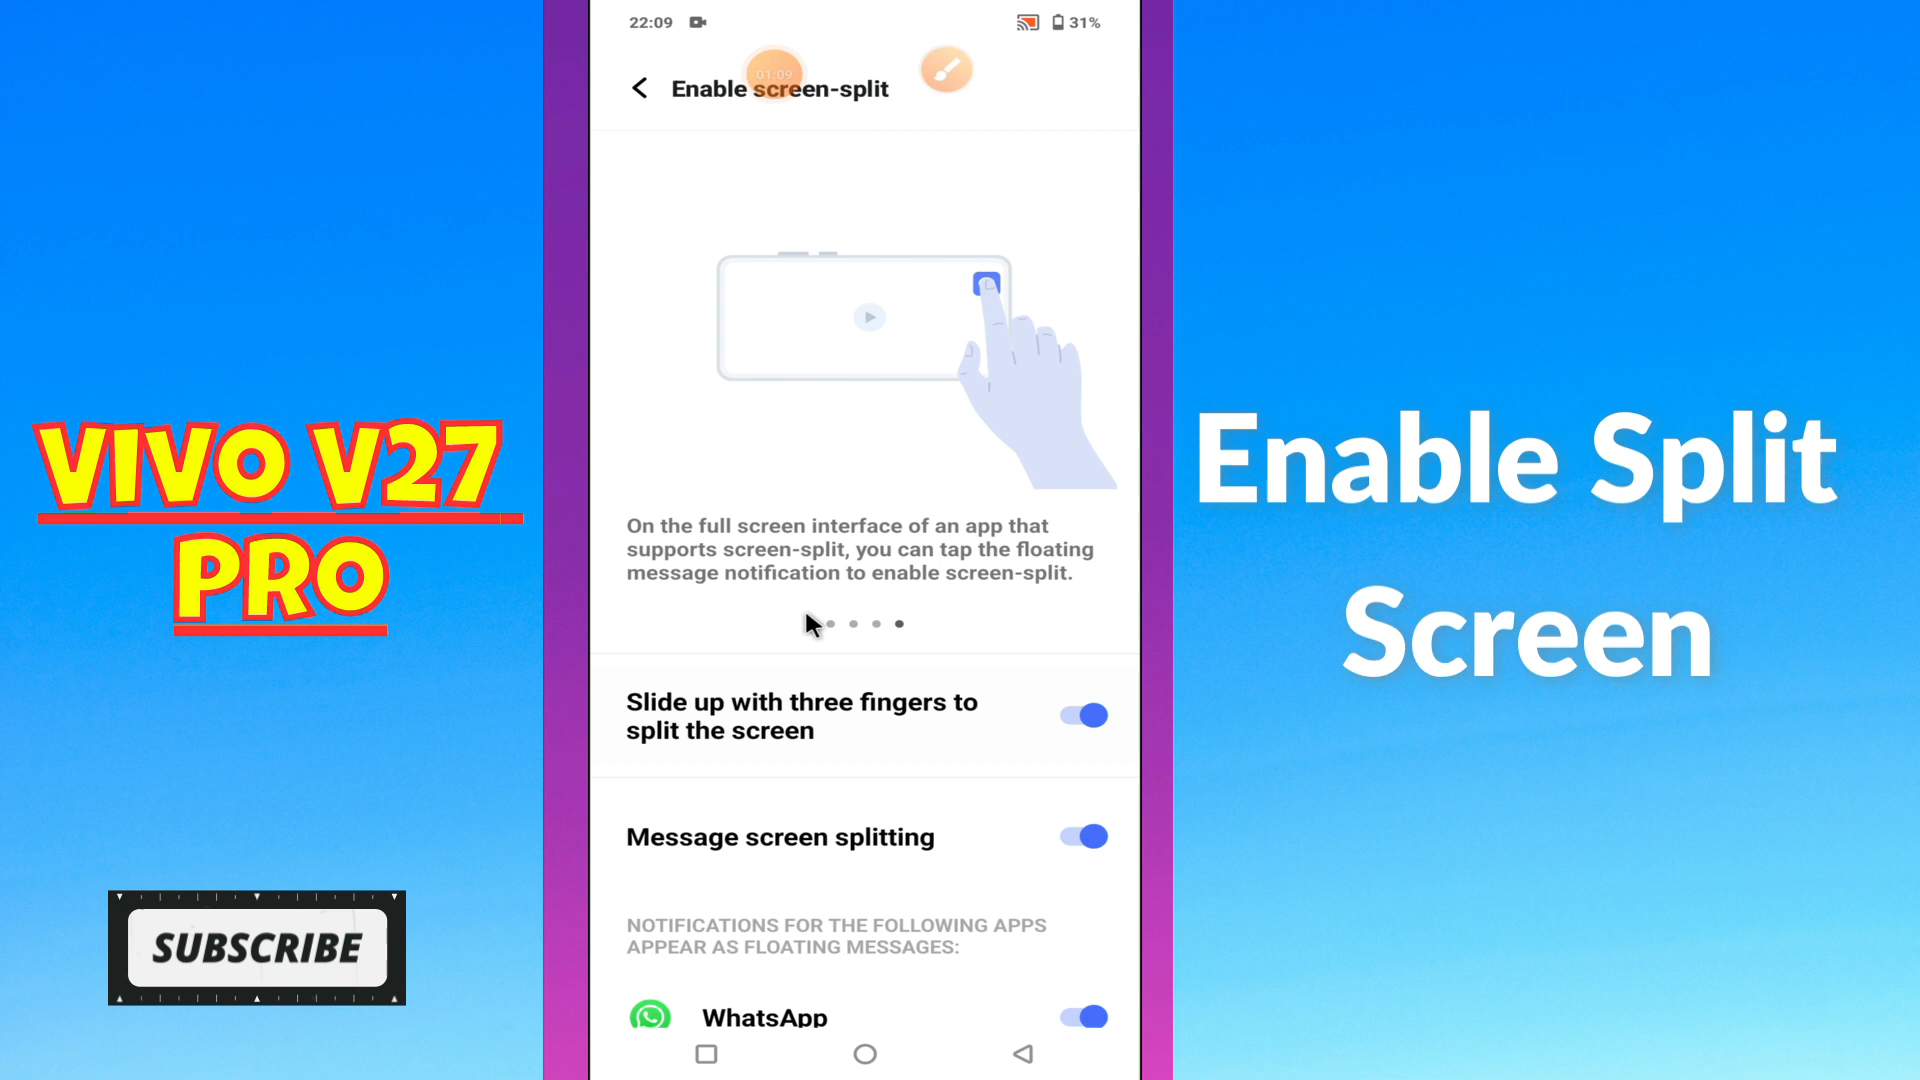 22:09
31%
01:09
Enable screen-split
On the full screen interface of an app that
supports screen-split, you can tap the floating
message notification to enable screen-split.
Slide up with three fingers to
split the screen
Message screen splitting
NOTIFICATIONS FOR THE FOLLOWING APPS
APPEAR AS FLOATING MESSAGES:
WhatsApp
VIVO V27
PRO
SUBSCRIBE
Enable Split
Screen